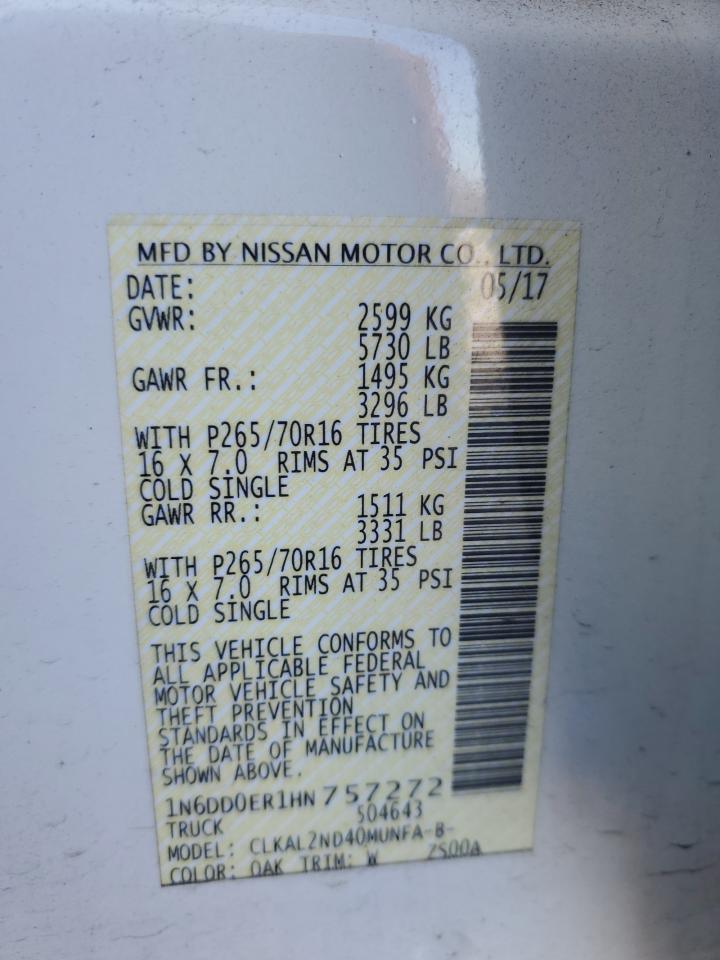 MFD BY NISSAN MOTOR CO., LTD.
DATE: 05/17
GVWR: 2599 KG
5730 LB
GAWR FR.: 1495 KG
3296 LB
WITH P265/70R16 TIRES
16 X 7.0 RIMS AT 35 PSI
COLD SINGLE
GAWR RR.: 1511 KG
3331 LB
WITH P265/70R16 TIRES
16 X 7.0 RIMS AT 35 PSI
COLD SINGLE
THIS VEHICLE CONFORMS TO
ALL APPLICABLE FEDERAL
MOTOR VEHICLE SAFETY AND
THEFT PREVENTION
STANDARDS IN EFFECT ON
THE DATE OF MANUFACTURE
SHOWN ABOVE.
1N6DD0ER1HN757272
TRUCK 504643
MODEL: CLKAL2ND40MUNFA-B-
COLOR: QAK TRIM: W ZS00A